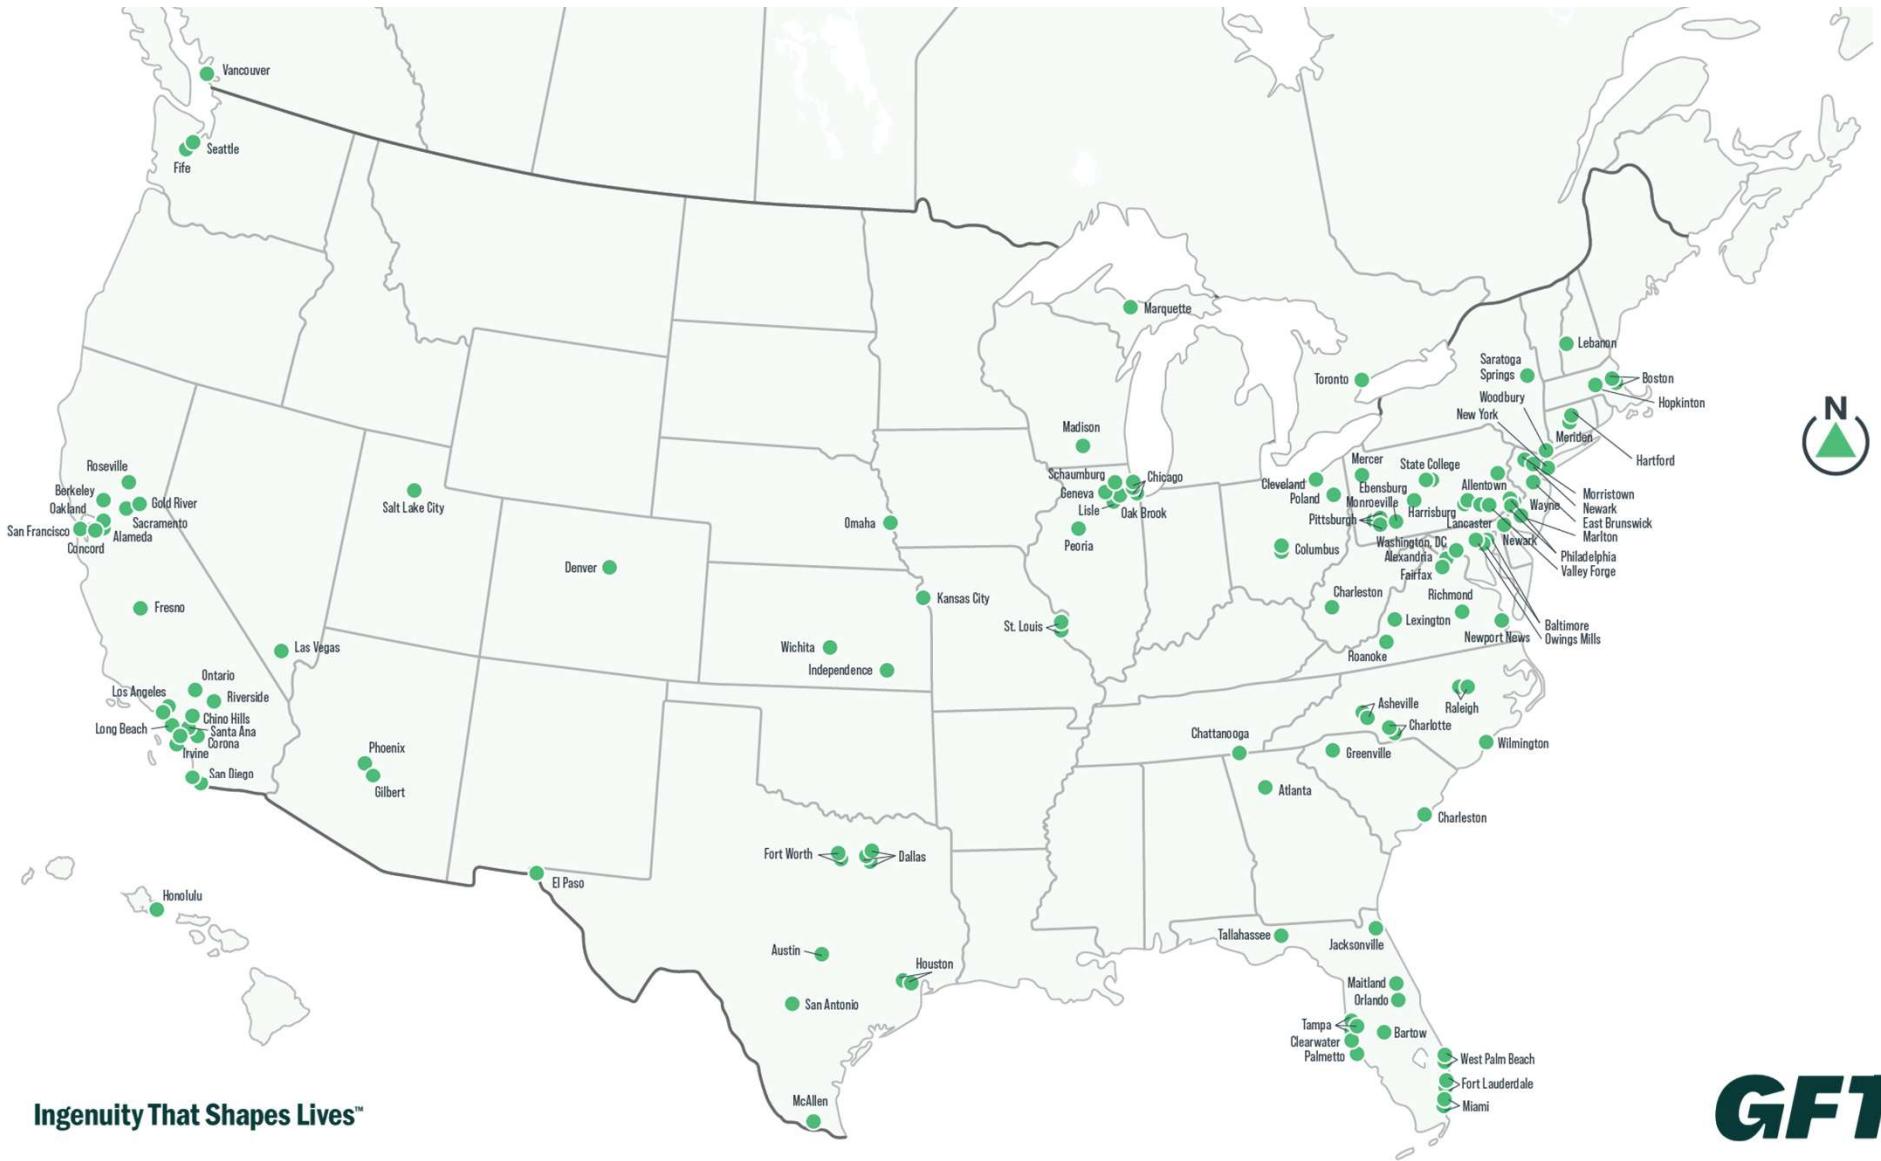 Vancouver
Seattle
Fife
Marquette
Lebanon
Saratoga
Springs
Toronto
Boston
Woodbury
Hopkinton
New York
Madison
Meriden
Hartford
Roseville
Schaumburg
Chicago
Cleveland
Mercer
State College
Berkeley
Geneva
Ebensburg
Allentown
Morristown
Oakland
Gold River
Salt Lake City
Lisle
Oak Brook
Poland
Monroeville
Harrisburg
Wayne
Newark
San Francisco
Sacramento
Omaha
Pittsburgh
Lancaster
East Brunswick
Alameda
Marlton
Concord
Peoria
Columbus
Washington, DC
Newark
Alexandria
Philadelphia
Denver
Fairfax
Valley Forge
Fresno
Kansas City
Charleston
Richmond
St. Louis
Lexington
Baltimore
Newport News
Owings Mills
Las Vegas
Wichita
Roanoke
Independence
Ontario
Los Angeles
Riverside
Chino Hills
Long Beach
Santa Ana
Corona
Irvine
San Diego
Phoenix
Gilbert
Asheville
Raleigh
Charlotte
Chattanooga
Wilmington
Greenville
Atlanta
Charleston
Fort Worth
Dallas
El Paso
Honolulu
Austin
Houston
San Antonio
McAllen
Tallahassee
Jacksonville
Maitland
Orlando
Tampa
Bartow
Clearwater
Palmetto
West Palm Beach
Fort Lauderdale
Miami
N
Ingenuity That Shapes Lives™
GFT